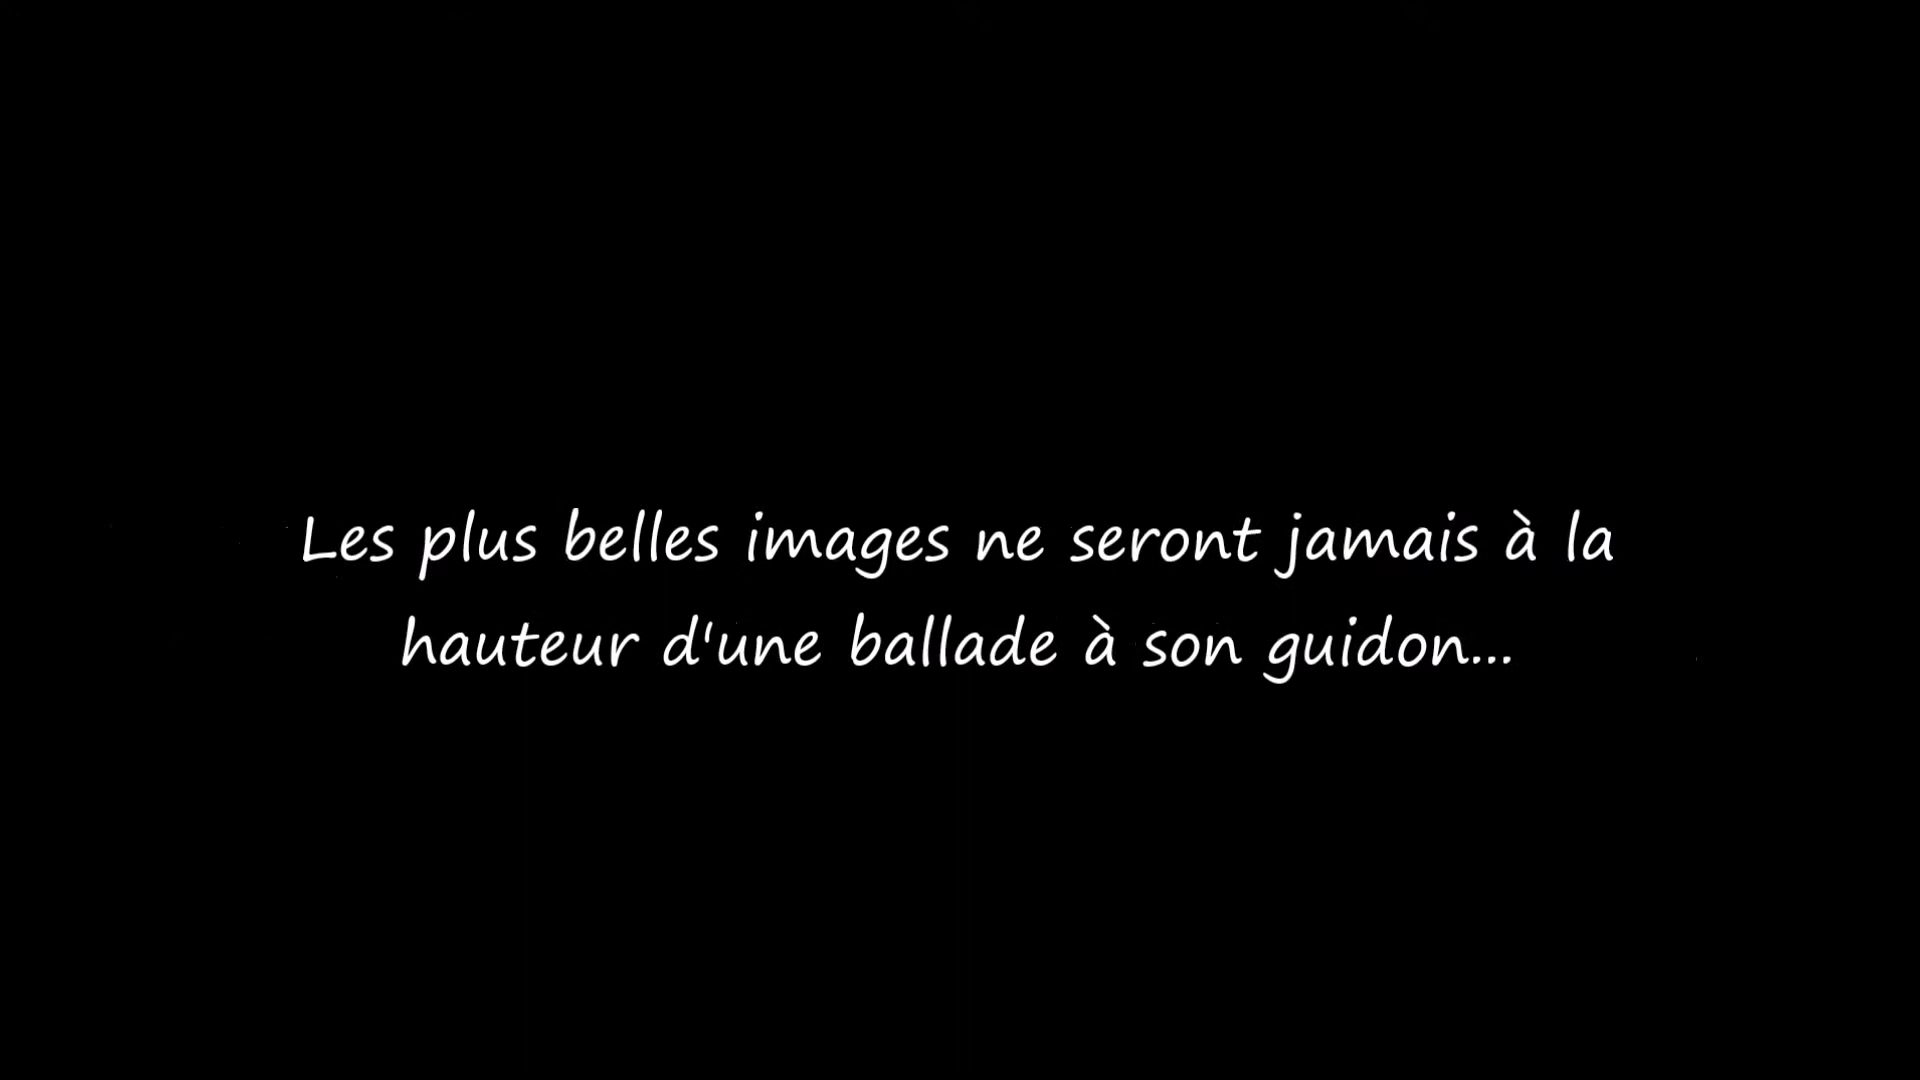 Les plus belles images ne seront jamais à la
hauteur d'une ballade à son guidon...